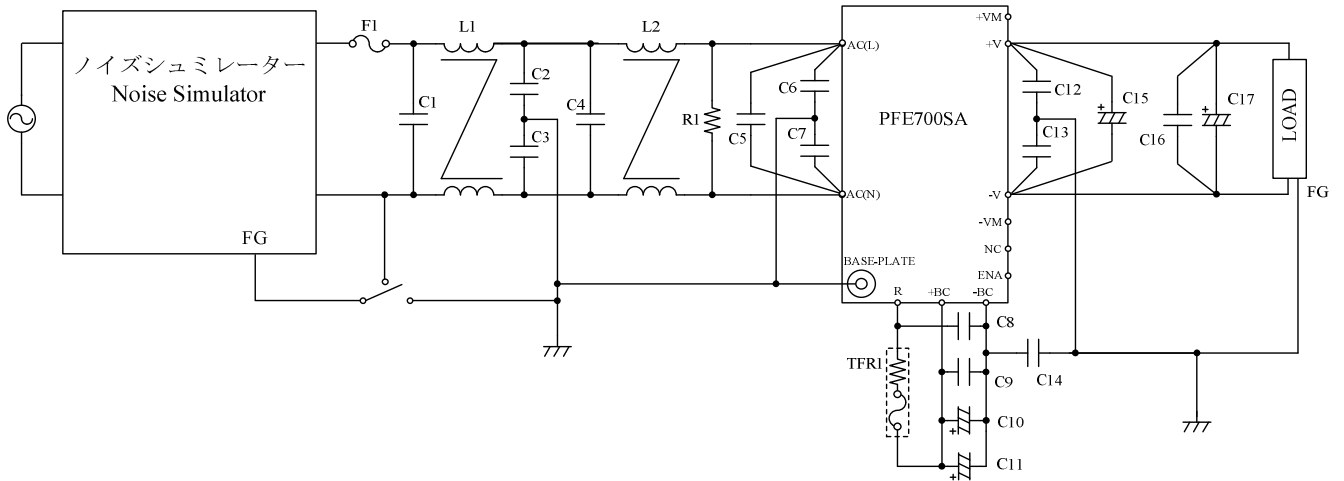 ノイズシュミレーター
Noise Simulator
FG
F1
L1
L2
C1
C2
C3
C4
R1
C5
C6
C7
AC(L)
AC(N)
PFE700SA
BASE-PLATE
R
+BC
-BC
+VM
+V
-V
-VM
NC
ENA
C12
C13
C15
C16
C17
LOAD
FG
C8
TFR1
C9
C14
C10
C11
+
+
+
+